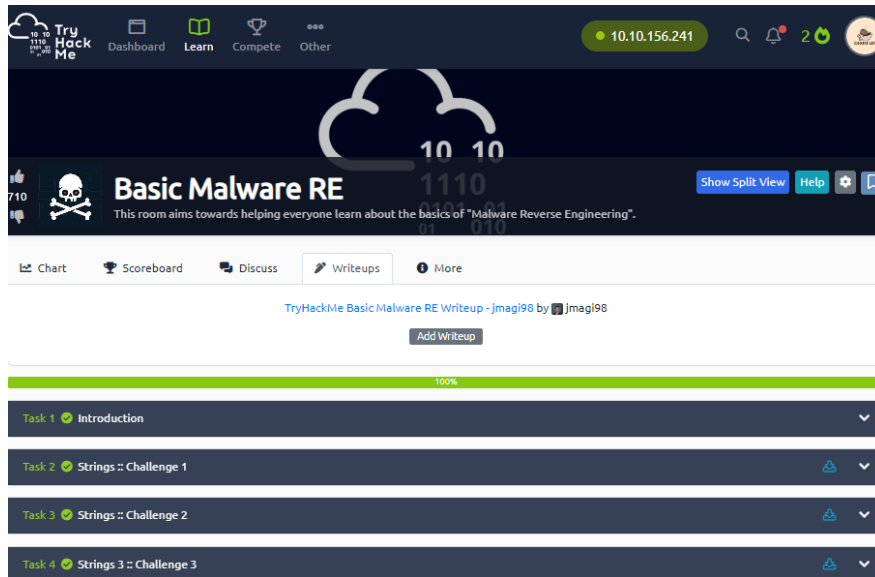 Try
Hack
Me
Dashboard
Learn
Compete
Other
10.10.156.241
2
10 10
1110
710
Basic Malware RE
Show Split View
Help
This room aims towards helping everyone learn about the basics of "Malware Reverse Engineering".
Chart
Scoreboard
Discuss
Writeups
More
TryHackMe Basic Malware RE Writeup - jmagi98 by jmagi98
Add Writeup
100%
Task 1 Introduction
Task 2 Strings :: Challenge 1
Task 3 Strings :: Challenge 2
Task 4 Strings 3 :: Challenge 3